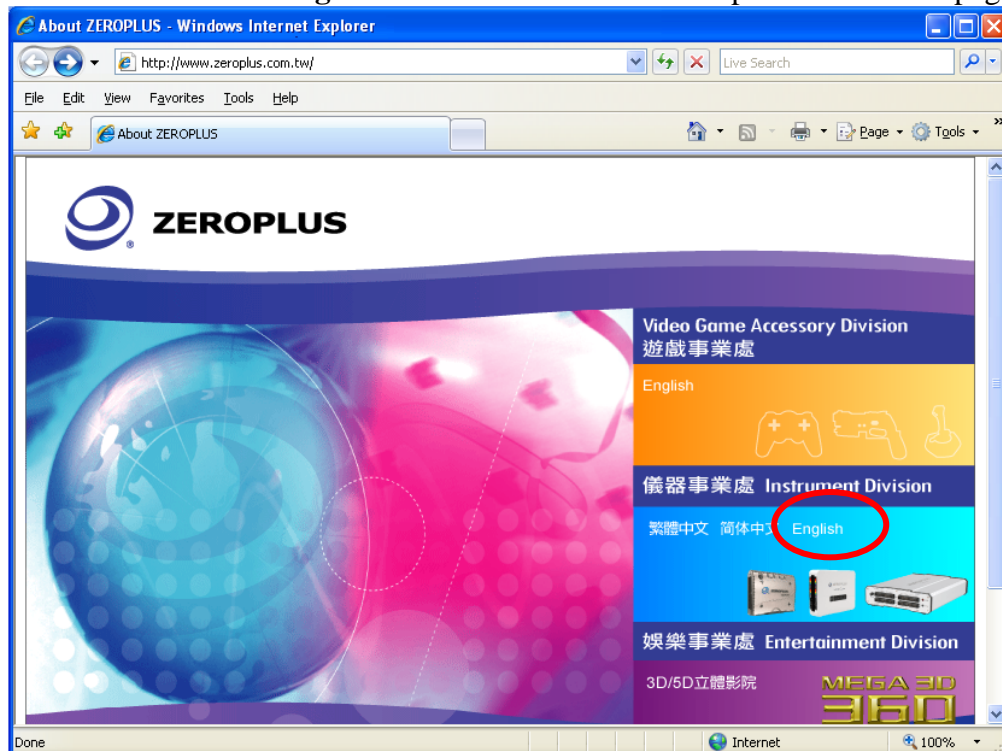 About ZEROPLUS - Windows Internet Explorer
http://www.zeroplus.com.tw/
Live Search
File Edit View Favorites Tools Help
About ZEROPLUS
Page Tools
ZEROPLUS
Video Game Accessory Division
遊戲事業處
English
儀器事業處 Instrument Division
繁體中文 简体中文 English
娛樂事業處 Entertainment Division
3D/5D立體影院
MEGA 3D
360
Done
Internet
100%